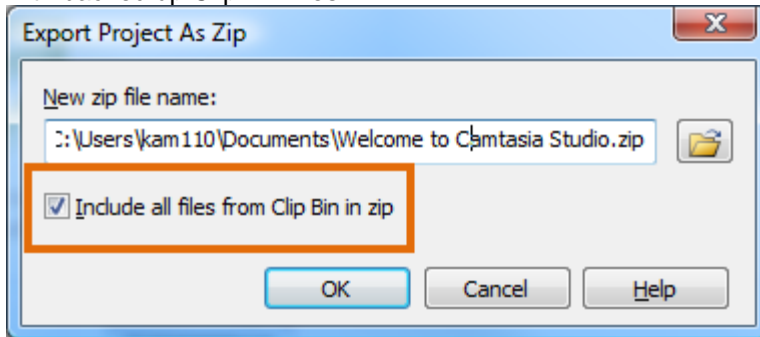 Export Project As Zip
New zip file name:
:\Users\kam110\Documents\Welcome to Camtasia Studio.zip
Include all files from Clip Bin in zip
OK
Cancel
Help